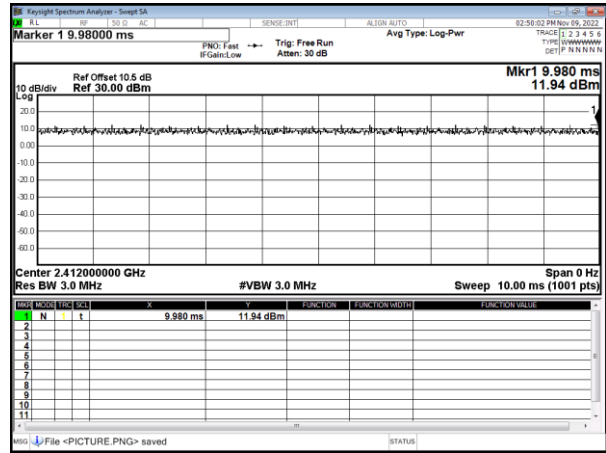 Keysight Spectrum Analyzer - Swept SA
RL RF 50 Ω AC SENSE:INT ALIGN AUTO 02:50:02 PM Nov 09, 2022
Marker 1 9.98000 ms
PNO: Fast
IFGain:Low
Trig: Free Run
Atten: 30 dB
Avg Type: Log-Pwr
TRACE 1 2 3 4 5 6
TYPE WWWWWW
DET P N N N N N
Ref Offset 10.5 dB
10 dB/div Ref 30.00 dBm
Log
Mkr1 9.980 ms
11.94 dBm
20.0
10.0
0.00
-10.0
-20.0
-30.0
-40.0
-50.0
-60.0
1
Center 2.412000000 GHz Span 0 Hz
Res BW 3.0 MHz #VBW 3.0 MHz Sweep 10.00 ms (1001 pts)
MKR MODE TRC SCL X Y FUNCTION FUNCTION WIDTH FUNCTION VALUE
1 N 1 t 9.980 ms 11.94 dBm
2
3
4
5
6
7
8
9
10
11
MSG File <PICTURE.PNG> saved STATUS